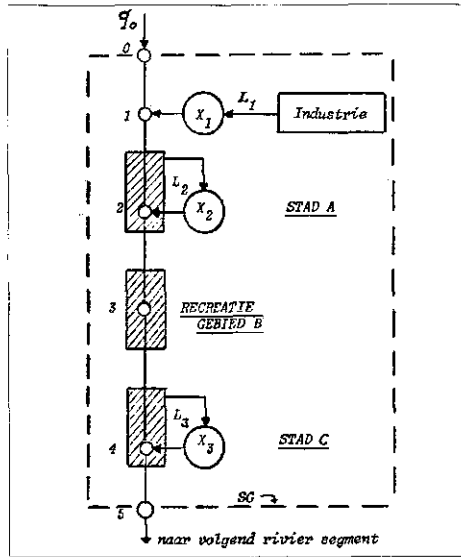 q₀
0
1
X₁
L₁
Industrie
L₂
2
X₂
STAD A
3
RECREATIE
GEBIED B
L₃
4
X₃
STAD C
SG
5
naar volgend rivier segment